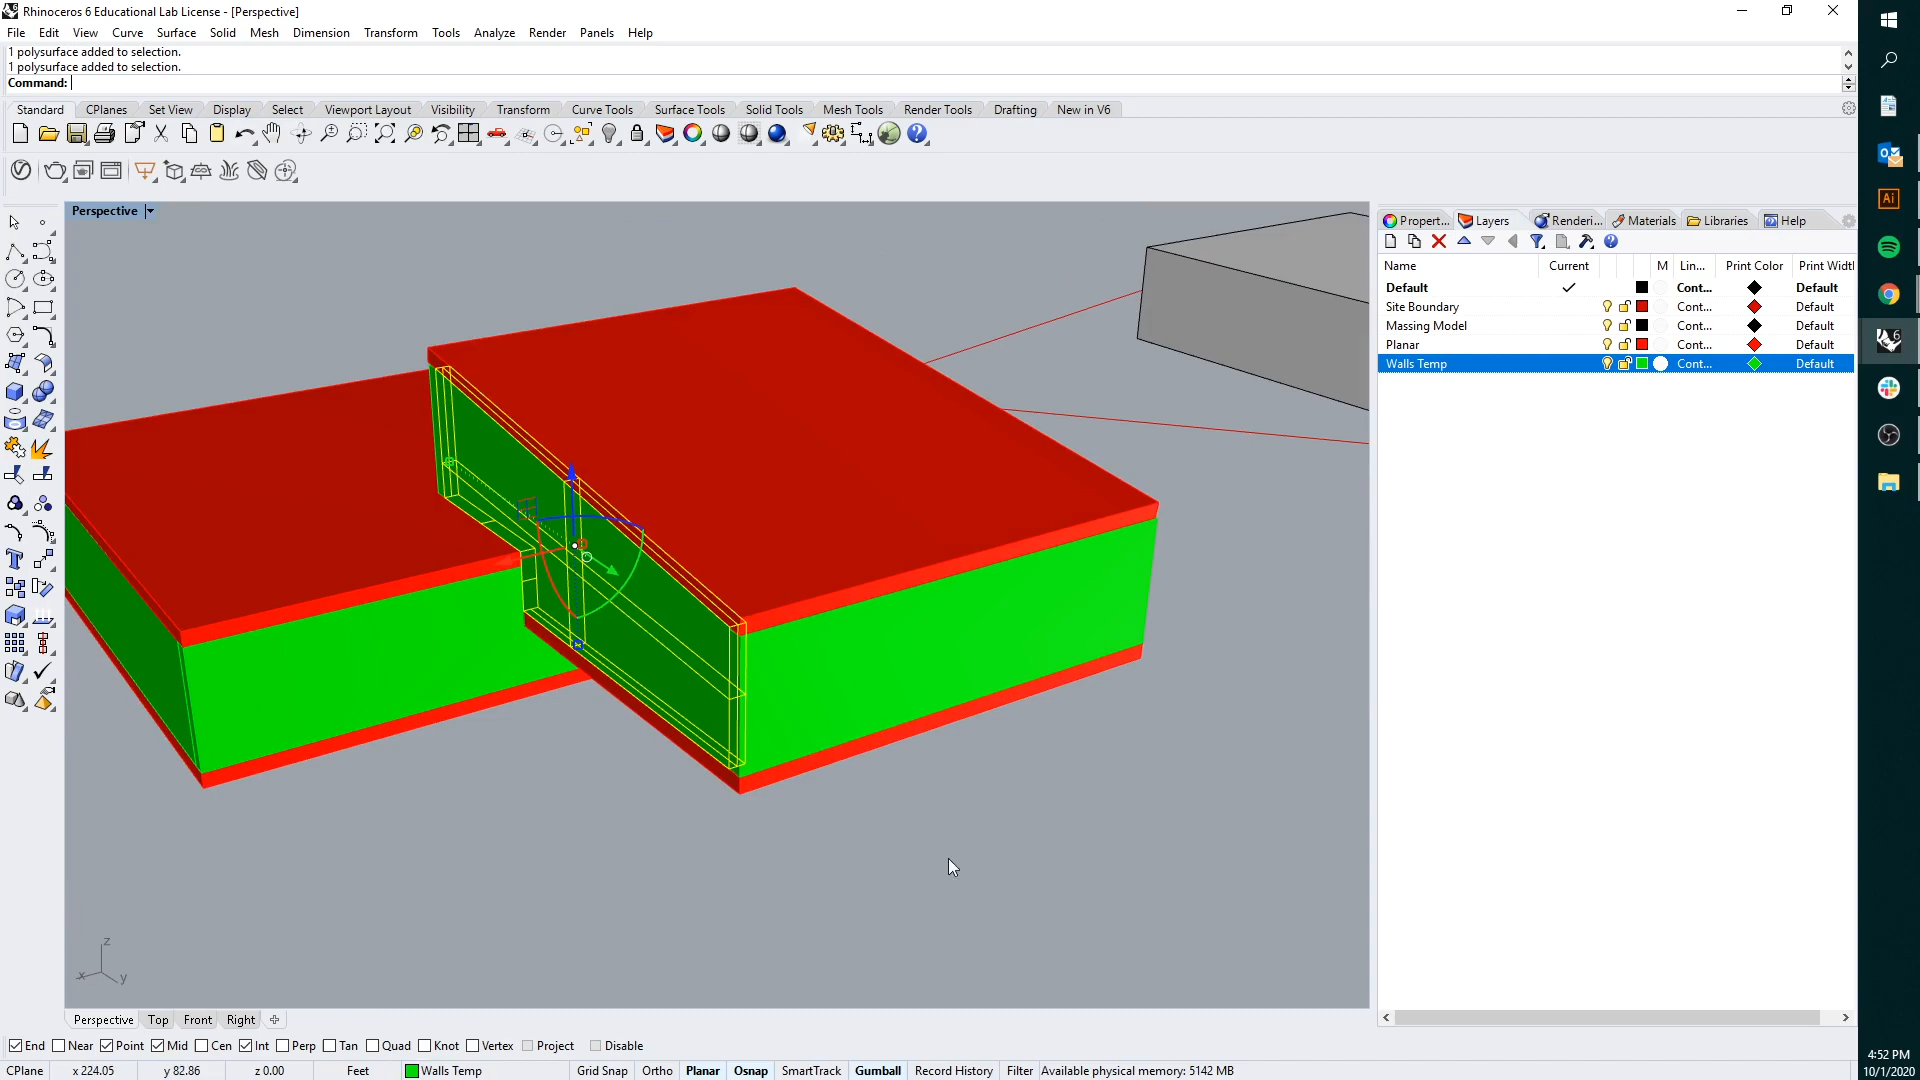 Rhinoceros 6 Educational Lab License - [Perspective]
File Edit View Curve Surface Solid Mesh Dimension Transform Tools Analyze Render Panels Help
1 polysurface added to selection.
1 polysurface added to selection.
Command:
Standard CPlanes Set View Display Select Viewport Layout Visibility Transform Curve Tools Surface Tools Solid Tools Mesh Tools Render Tools Drafting New in V6
Perspective
Propert... Layers Renderi... Materials Libraries Help
Name Current M Lin... Print Color Print Widt
Default Cont... Default
Site Boundary Cont... Default
Massing Model Cont... Default
Planar Cont... Default
Walls Temp Cont... Default
z
x y
Perspective Top Front Right
End Near Point Mid Cen Int Perp Tan Quad Knot Vertex Project Disable
CPlane x 224.05 y 82.86 z 0.00 Feet Walls Temp Grid Snap Ortho Planar Osnap SmartTrack Gumball Record History Filter Available physical memory: 5142 MB
Ai
6
4:52 PM
10/1/2020